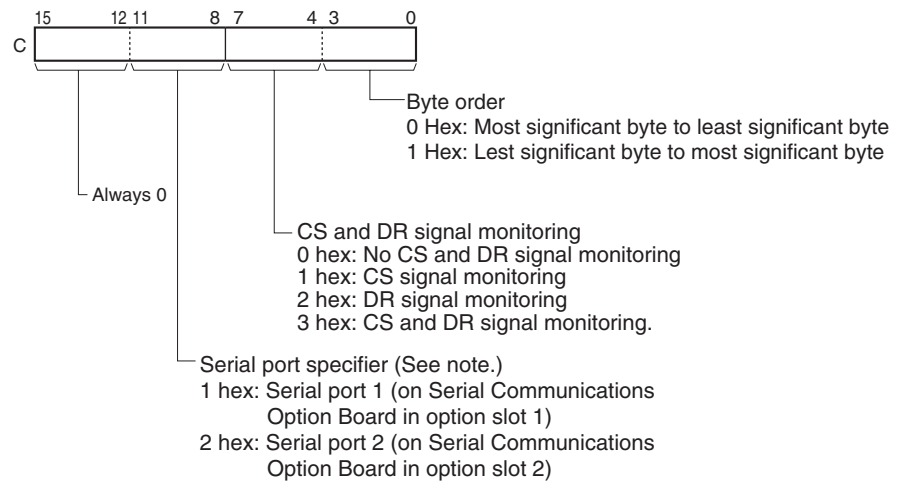 15 12 11 8 7 4 3 0
C
Byte order
0 Hex: Most significant byte to least significant byte
1 Hex: Lest significant byte to most significant byte
Always 0
CS and DR signal monitoring
0 hex: No CS and DR signal monitoring
1 hex: CS signal monitoring
2 hex: DR signal monitoring
3 hex: CS and DR signal monitoring.
Serial port specifier (See note.)
1 hex: Serial port 1 (on Serial Communications
Option Board in option slot 1)
2 hex: Serial port 2 (on Serial Communications
Option Board in option slot 2)